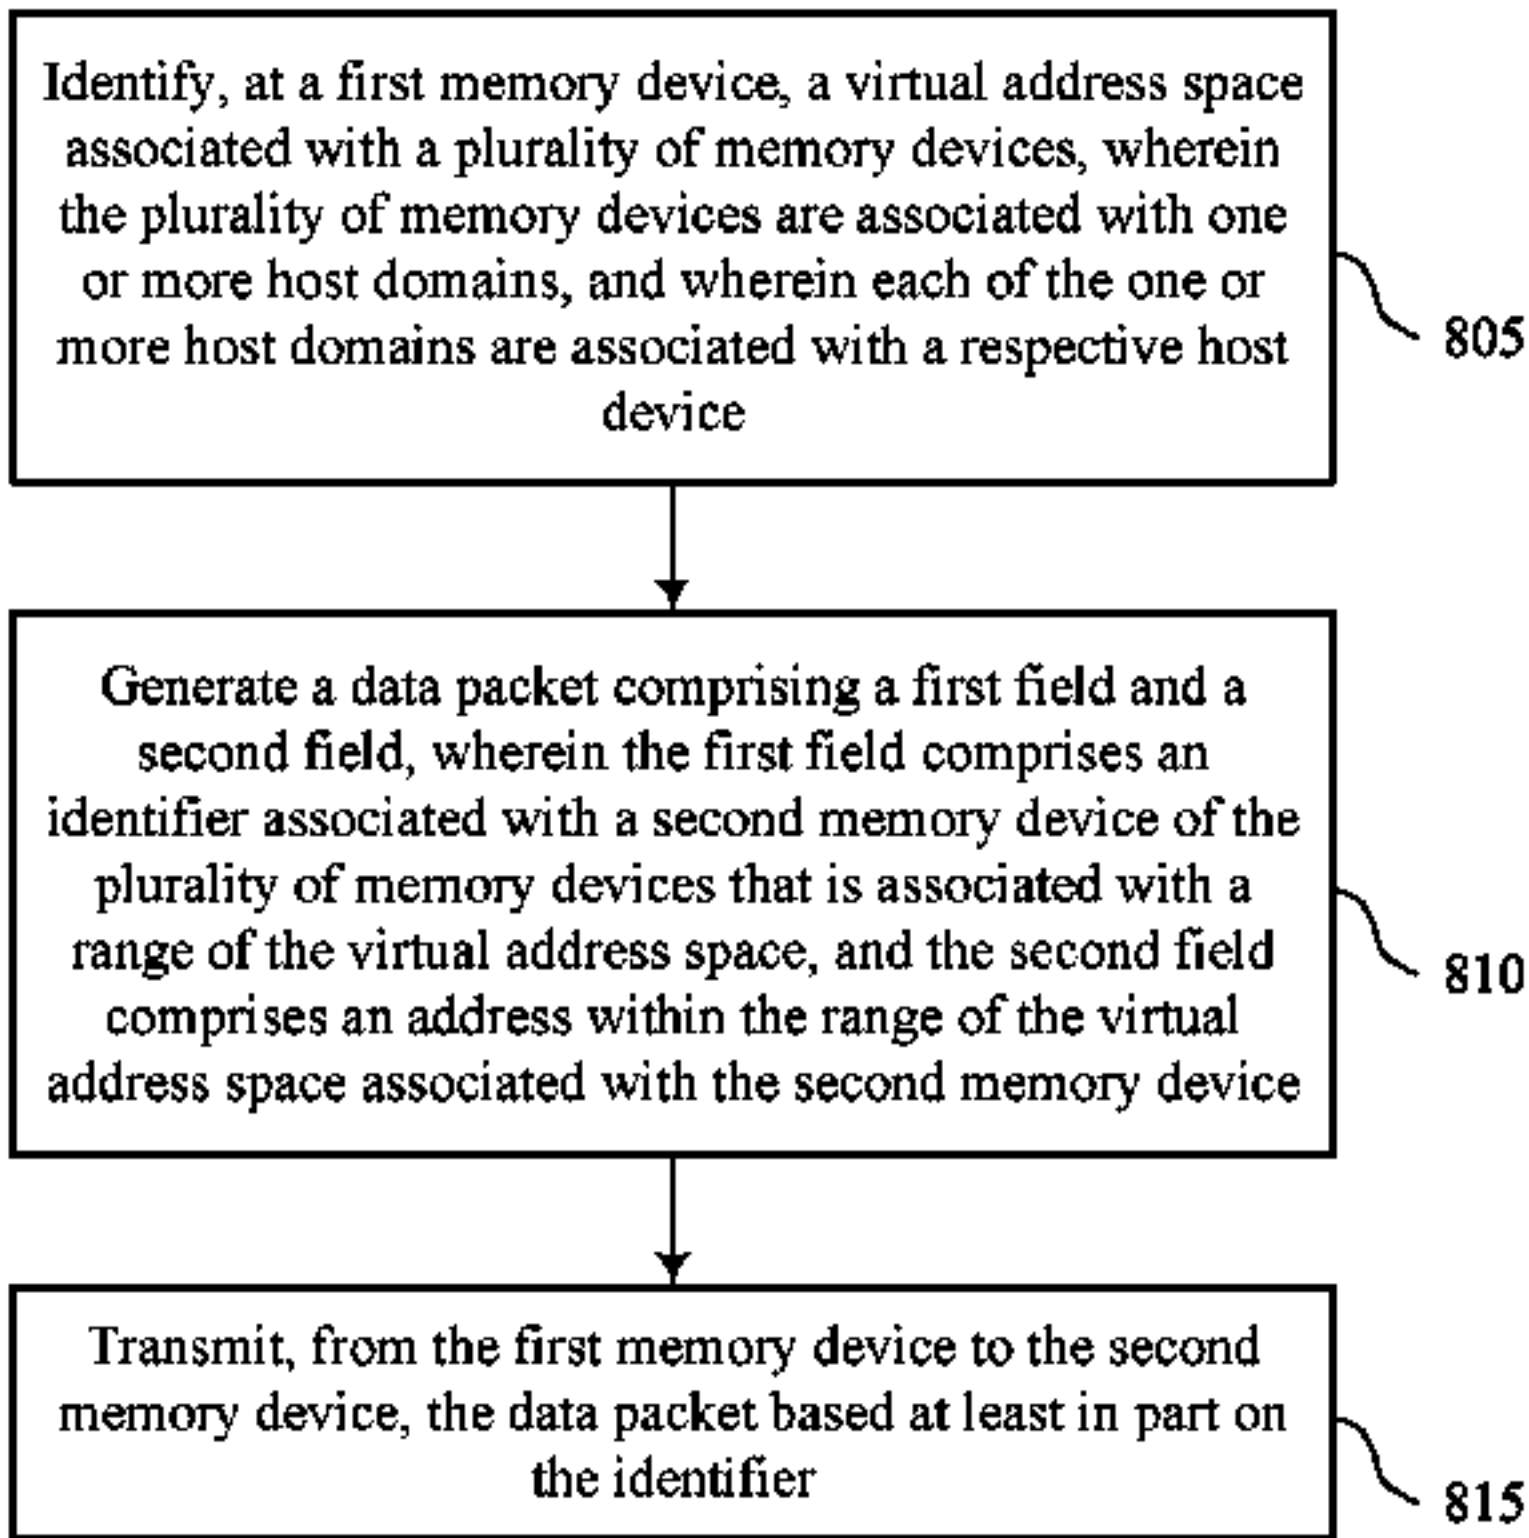 Identify, at a first memory device, a virtual address space
associated with a plurality of memory devices, wherein
the plurality of memory devices are associated with one
or more host domains, and wherein each of the one or
more host domains are associated with a respective host
device
805
Generate a data packet comprising a first field and a
second field, wherein the first field comprises an
identifier associated with a second memory device of the
plurality of memory devices that is associated with a
range of the virtual address space, and the second field
comprises an address within the range of the virtual
address space associated with the second memory device
810
Transmit, from the first memory device to the second
memory device, the data packet based at least in part on
the identifier
815